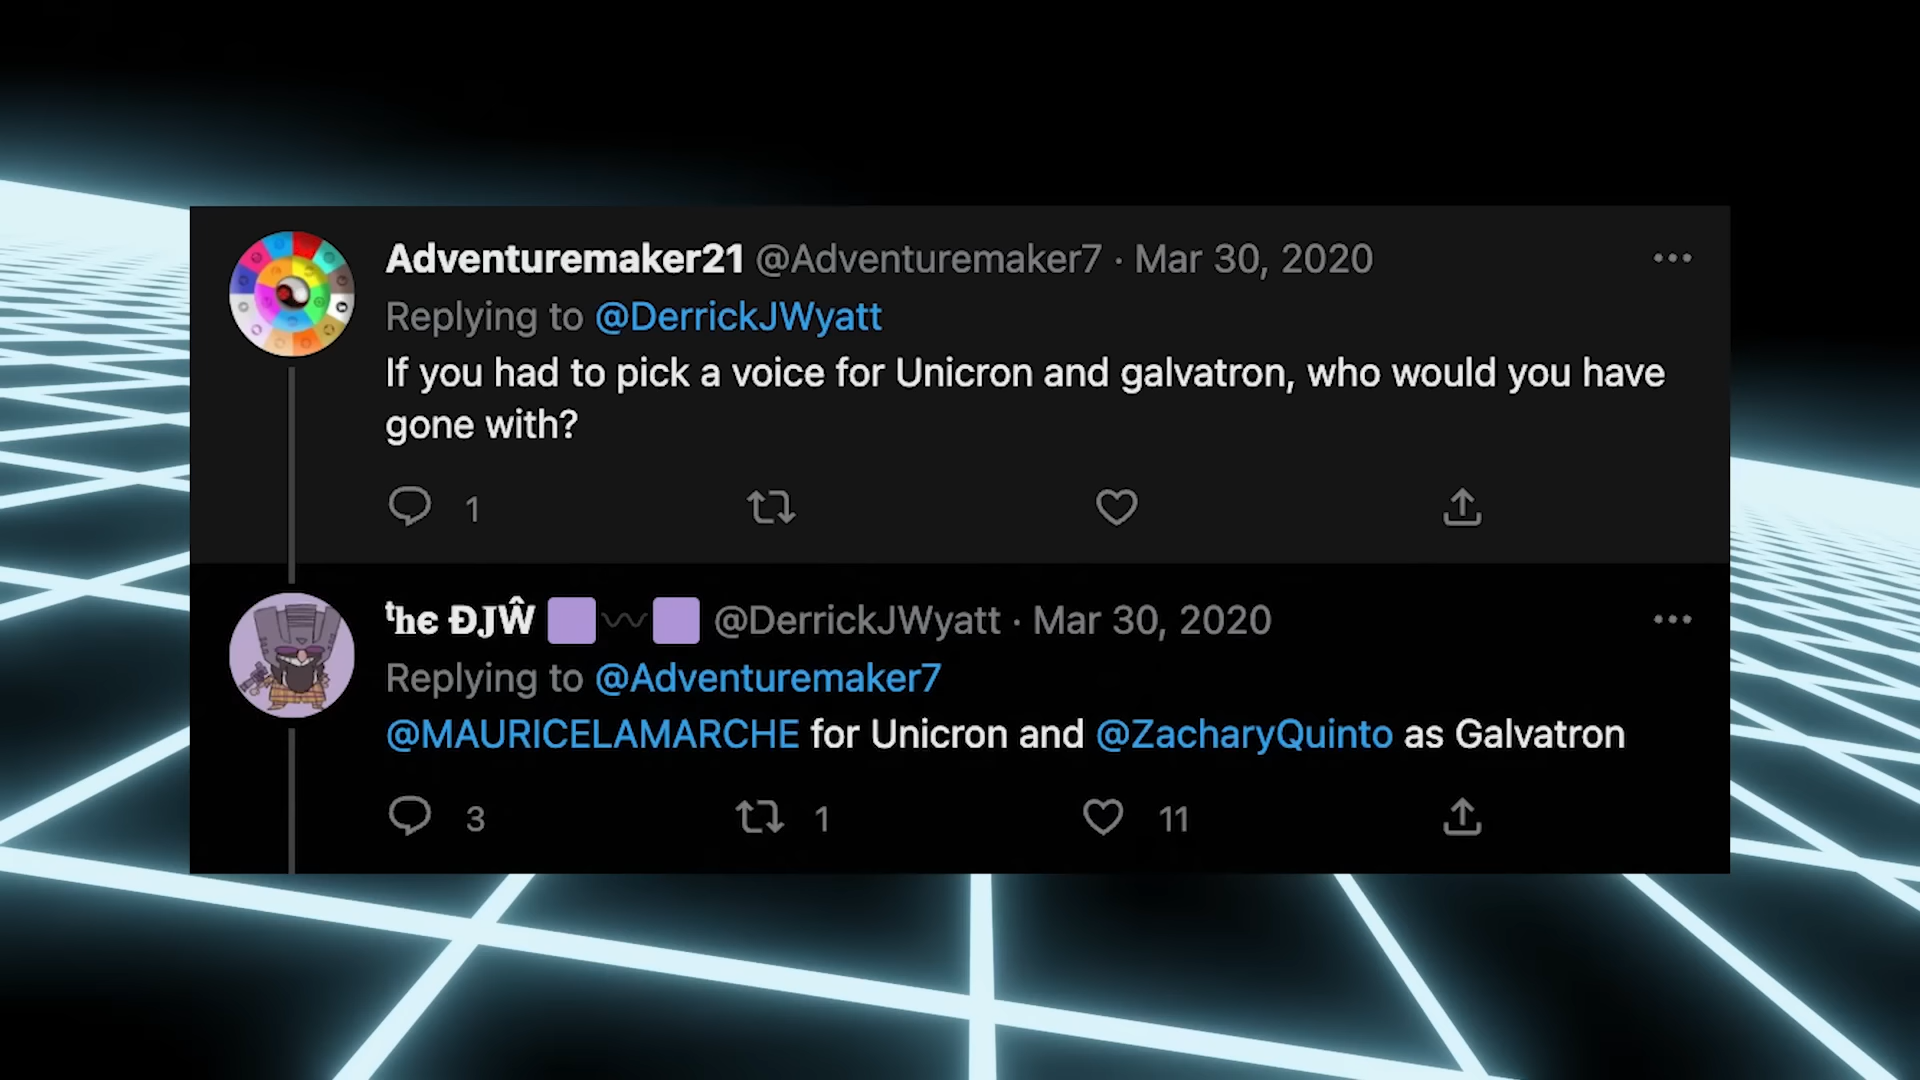 Adventuremaker21 @Adventuremaker7 · Mar 30, 2020
Replying to @DerrickJWyatt
If you had to pick a voice for Unicron and galvatron, who would you have
gone with?
1
ᵗhє ÐJŴ 🟪〰🟪 @DerrickJWyatt · Mar 30, 2020
Replying to @Adventuremaker7
@MAURICELAMARCHE for Unicron and @ZacharyQuinto as Galvatron
3 1 11